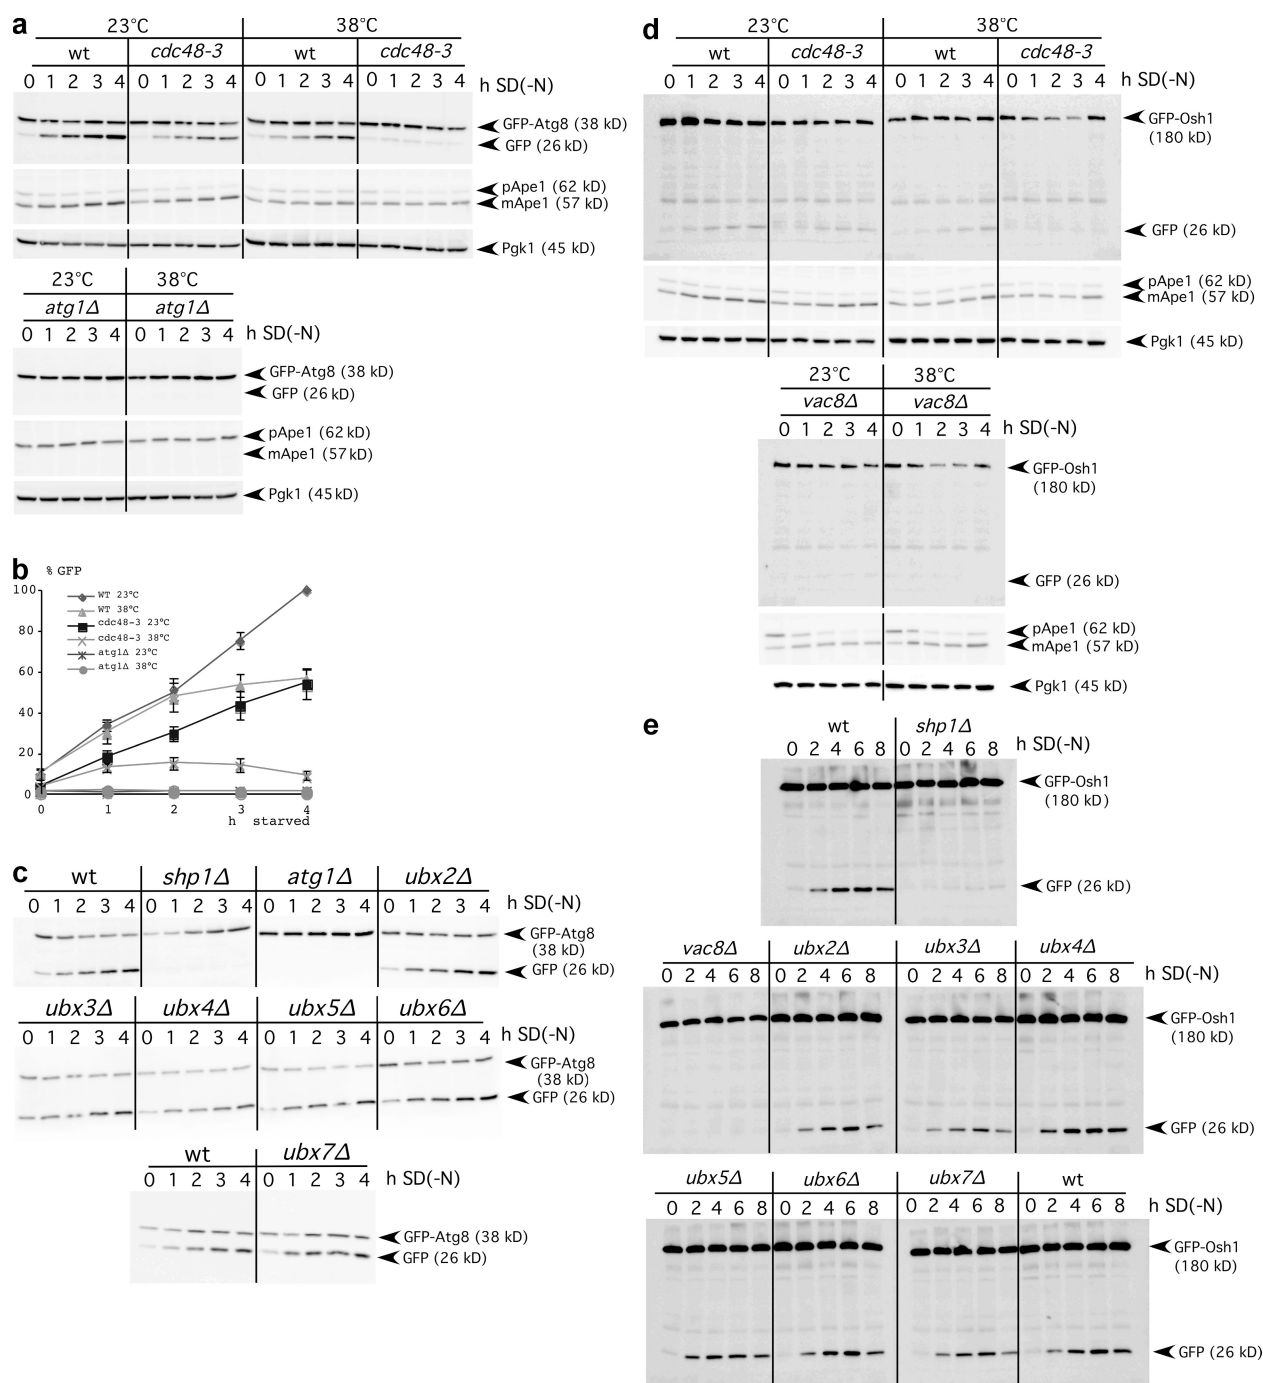 a
23°C 38°C
wt cdc48-3 wt cdc48-3
0 1 2 3 4 0 1 2 3 4 0 1 2 3 4 0 1 2 3 4 h SD(-N)
GFP-Atg8 (38 kD)
GFP (26 kD)
pApe1 (62 kD)
mApe1 (57 kD)
Pgk1 (45 kD)
23°C 38°C
atg1Δ atg1Δ
0 1 2 3 4 0 1 2 3 4 h SD(-N)
GFP-Atg8 (38 kD)
GFP (26 kD)
pApe1 (62 kD)
mApe1 (57 kD)
Pgk1 (45 kD)
b
% GFP
100
80
60
40
20
0
WT 23°C
WT 38°C
cdc48-3 23°C
cdc48-3 38°C
atg1Δ 23°C
atg1Δ 38°C
0 1 2 3 4
h starved
c
wt shp1Δ atg1Δ ubx2Δ
0 1 2 3 4 0 1 2 3 4 0 1 2 3 4 0 1 2 3 4 h SD(-N)
GFP-Atg8
(38 kD)
GFP (26 kD)
ubx3Δ ubx4Δ ubx5Δ ubx6Δ
0 1 2 3 4 0 1 2 3 4 0 1 2 3 4 0 1 2 3 4 h SD(-N)
GFP-Atg8
(38 kD)
GFP (26 kD)
wt ubx7Δ
0 1 2 3 4 0 1 2 3 4 h SD(-N)
GFP-Atg8 (38 kD)
GFP (26 kD)
d
23°C 38°C
wt cdc48-3 wt cdc48-3
0 1 2 3 4 0 1 2 3 4 0 1 2 3 4 0 1 2 3 4 h SD(-N)
GFP-Osh1
(180 kD)
GFP (26 kD)
pApe1 (62 kD)
mApe1 (57 kD)
Pgk1 (45 kD)
23°C 38°C
vac8Δ vac8Δ
0 1 2 3 4 0 1 2 3 4 h SD(-N)
GFP-Osh1
(180 kD)
GFP (26 kD)
pApe1 (62 kD)
mApe1 (57 kD)
Pgk1 (45 kD)
e
wt shp1Δ
0 2 4 6 8 0 2 4 6 8 h SD(-N)
GFP-Osh1
(180 kD)
GFP (26 kD)
vac8Δ ubx2Δ ubx3Δ ubx4Δ
0 2 4 6 8 0 2 4 6 8 0 2 4 6 8 0 2 4 6 8 h SD(-N)
GFP-Osh1
(180 kD)
GFP (26 kD)
ubx5Δ ubx6Δ ubx7Δ wt
0 2 4 6 8 0 2 4 6 8 0 2 4 6 8 0 2 4 6 8 h SD(-N)
GFP-Osh1
(180 kD)
GFP (26 kD)